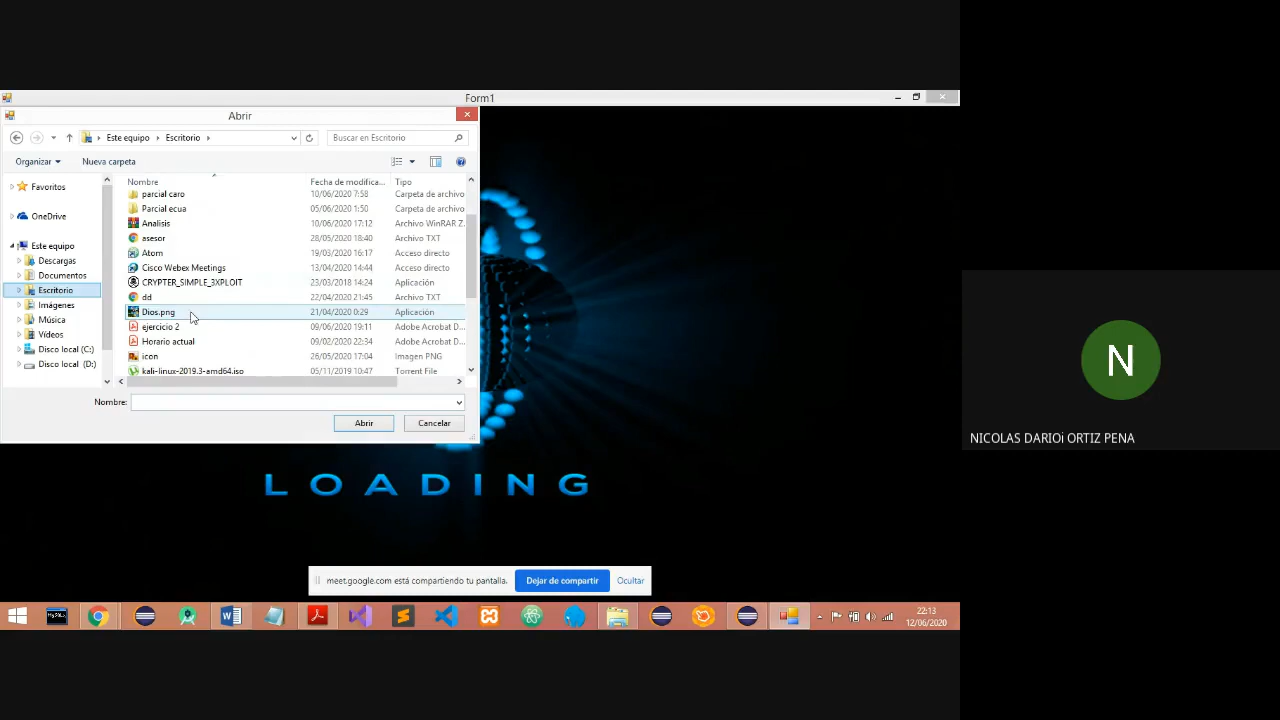 Form1
Abrir
Este equipo
Escritorio
Buscar en Escritorio
Organizar
Nueva carpeta
Nombre
Fecha de modifica...
Tipo
Favoritos
OneDrive
Este equipo
Descargas
Documentos
Escritorio
Imágenes
Música
Vídeos
Disco local (C:)
Disco local (D:)
parcial caro 10/06/2020 7:58 Carpeta de archivo
Parcial ecua 05/06/2020 1:50 Carpeta de archivo
Analisis 10/06/2020 17:12 Archivo WinRAR Z...
asesor 28/05/2020 18:40 Archivo TXT
Atom 19/03/2020 16:17 Acceso directo
Cisco Webex Meetings 13/04/2020 14:44 Acceso directo
CRYPTER_SIMPLE_3XPLOIT 23/03/2018 14:24 Aplicación
dd 22/04/2020 21:45 Archivo TXT
Dios.png 21/04/2020 0:29 Aplicación
ejercicio 2 09/06/2020 19:11 Adobe Acrobat D...
Horario actual 09/02/2020 22:34 Adobe Acrobat D...
icon 26/05/2020 17:04 Imagen PNG
kali-linux-2019.3-amd64.iso 05/11/2019 10:47 Torrent File
Nombre:
Abrir
Cancelar
LOADING
meet.google.com está compartiendo tu pantalla.
Dejar de compartir
Ocultar
22:13
12/06/2020
N
NICOLAS DARIOi ORTIZ PENA